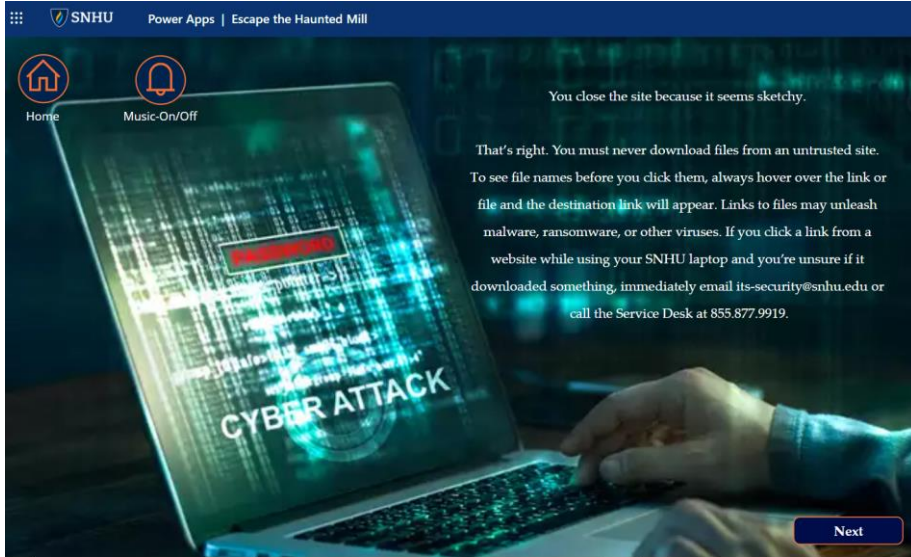 SNHU
Power Apps | Escape the Haunted Mill
Home
Music-On/Off
You close the site because it seems sketchy.
That's right. You must never download files from an untrusted site.
To see file names before you click them, always hover over the link or
file and the destination link will appear. Links to files may unleash
malware, ransomware, or other viruses. If you click a link from a
website while using your SNHU laptop and you're unsure if it
downloaded something, immediately email its-security@snhu.edu or
call the Service Desk at 855.877.9919.
PASSWORD
CYBER ATTACK
Next